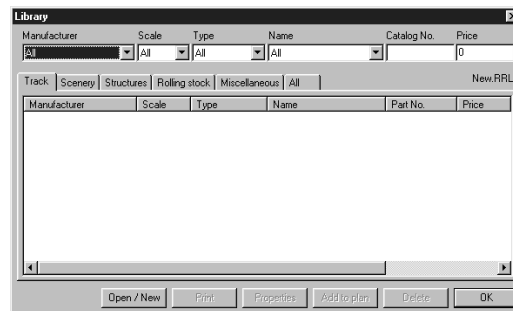 Library
Manufacturer Scale Type Name Catalog No. Price
All All All All 0
Track Scenery Structures Rolling stock Miscellaneous All New.RRL
Manufacturer Scale Type Name Part No. Price
Open / New Print Properties Add to plan Delete OK